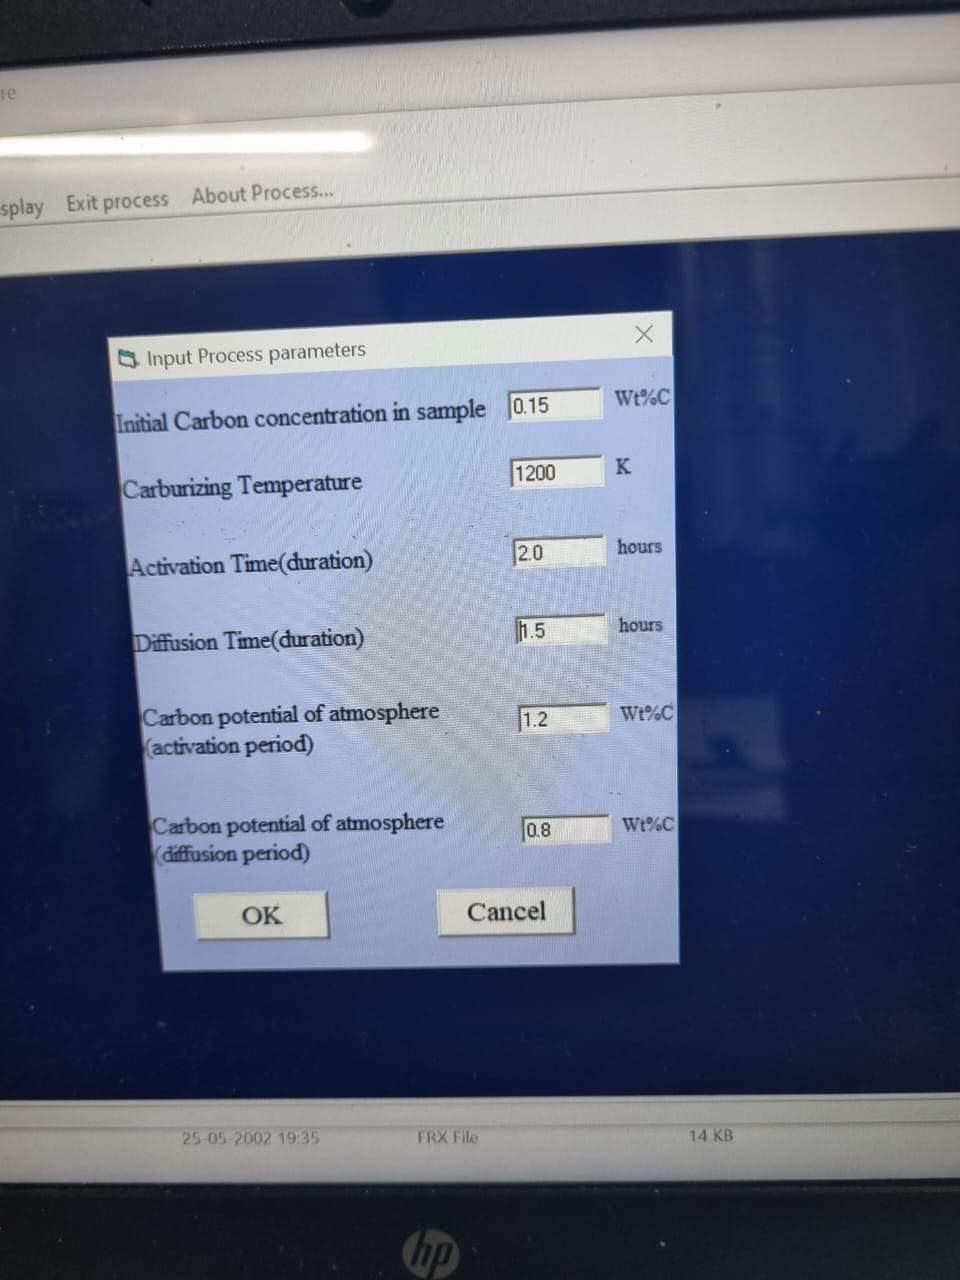 re
splay Exit process About Process...
Input Process parameters
Initial Carbon concentration in sample 0.15 Wt%C
Carburizing Temperature 1200 K
Activation Time(duration) 2.0 hours
Diffusion Time(duration) 1.5 hours
Carbon potential of atmosphere
(activation period) 1.2 Wt%C
Carbon potential of atmosphere
(diffusion period) 0.8 Wt%C
OK Cancel
25-05-2002 19:35 FRX File 14 KB
hp